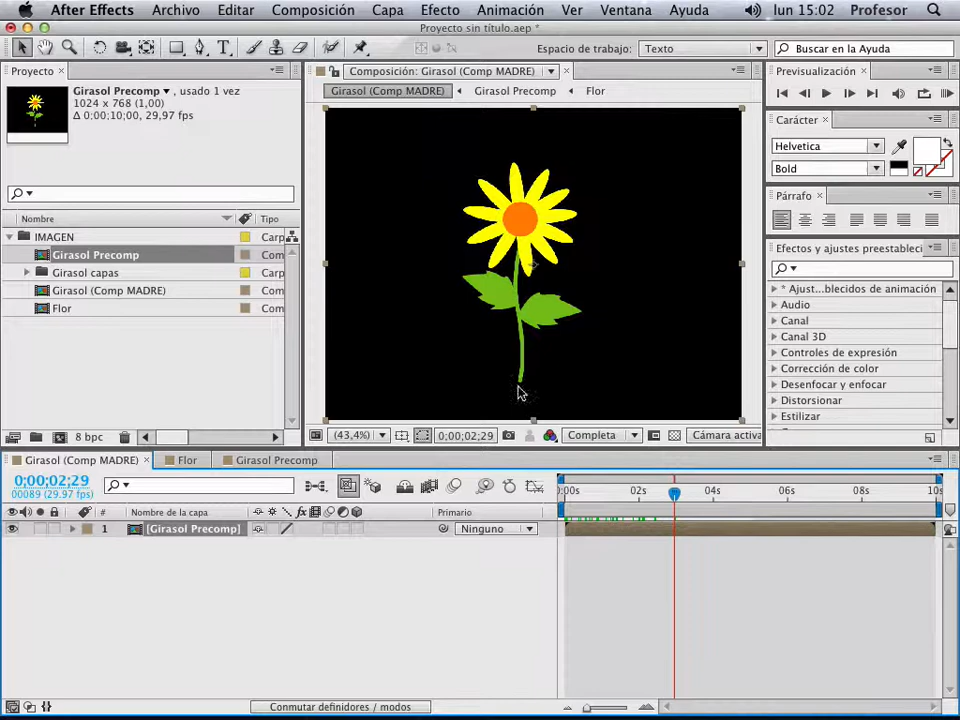 After Effects Archivo Editar Composición Capa Efecto Animación Ver Ventana Ayuda lun 15:02 Profesor
Proyecto sin título.aep *
Espacio de trabajo: Texto Buscar en la Ayuda
Proyecto
Girasol Precomp , usado 1 vez
1024 x 768 (1,00)
Δ 0:00;10;00, 29,97 fps
Nombre Tipo
IMAGEN Carp
Girasol Precomp Com
Girasol capas Carp
Girasol (Comp MADRE) Com
Flor Com
8 bpc
Composición: Girasol (Comp MADRE)
Girasol (Comp MADRE) Girasol Precomp Flor
(43,4%) 0;00;02;29 Completa Cámara activa
Previsualización
Carácter
Helvetica
Bold
Párrafo
Efectos y ajustes preestableci
* Ajust...blecidos de animación
Audio
Canal
Canal 3D
Controles de expresión
Corrección de color
Desenfocar y enfocar
Distorsionar
Estilizar
Girasol (Comp MADRE) Flor Girasol Precomp
0;00;02;29
00089 (29.97 fps)
:00s 02s 04s 06s 08s 10s
# Nombre de la capa Primario
1 [Girasol Precomp] Ninguno
Conmutar definidores / modos